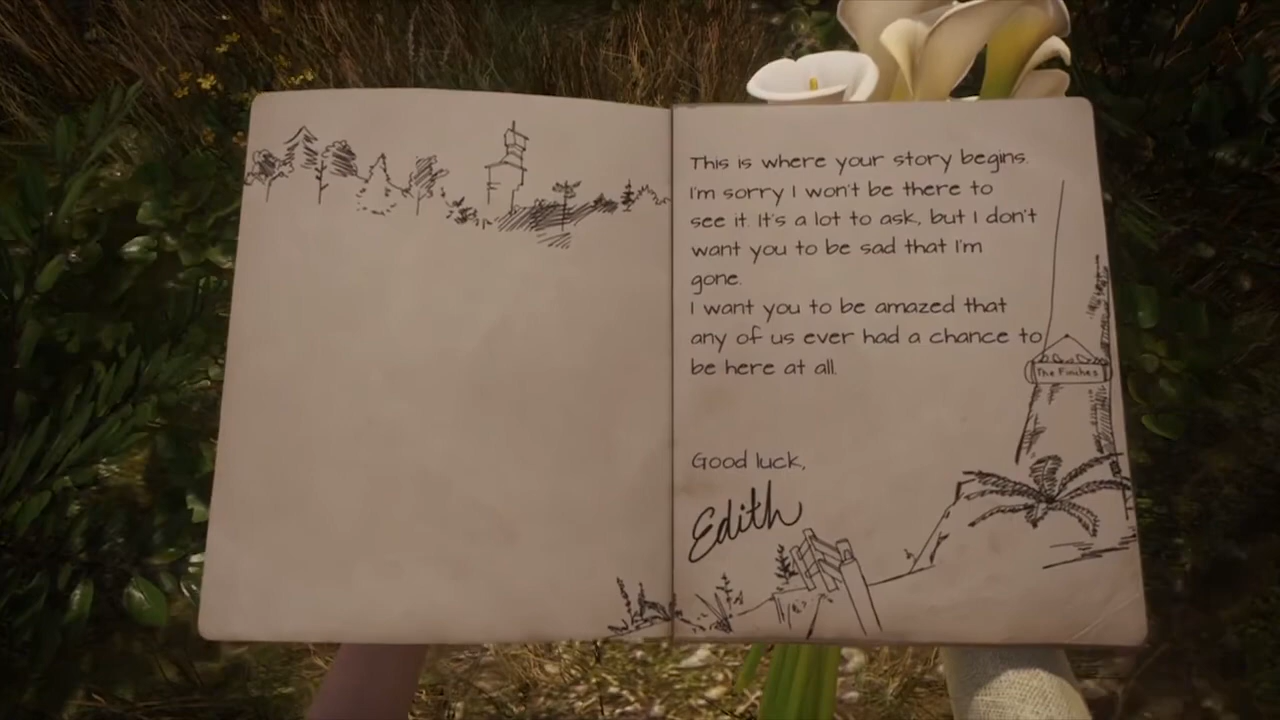 This is where your story begins.
I'm sorry I won't be there to
see it. It's a lot to ask, but I don't
want you to be sad that I'm
gone.
I want you to be amazed that
any of us ever had a chance to
be here at all.
The Finches
Good luck,
Edith